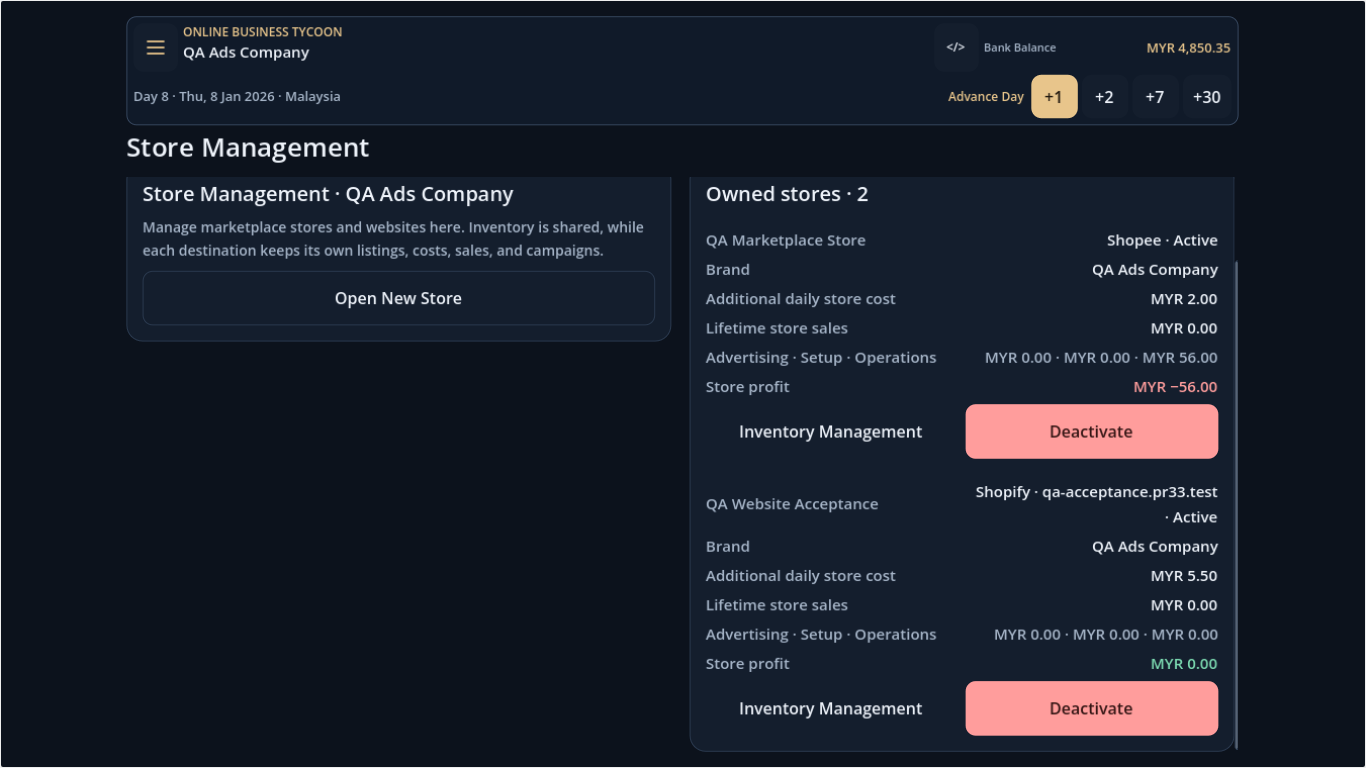 ONLINE BUSINESS TYCOON
QA Ads Company
</> Bank Balance MYR 4,850.35
Day 8 · Thu, 8 Jan 2026 · Malaysia
Advance Day +1 +2 +7 +30
Store Management
Store Management · QA Ads Company
Manage marketplace stores and websites here. Inventory is shared, while
each destination keeps its own listings, costs, sales, and campaigns.
Open New Store
Owned stores · 2
QA Marketplace Store Shopee · Active
Brand QA Ads Company
Additional daily store cost MYR 2.00
Lifetime store sales MYR 0.00
Advertising · Setup · Operations MYR 0.00 · MYR 0.00 · MYR 56.00
Store profit MYR −56.00
Inventory Management Deactivate
QA Website Acceptance Shopify · qa-acceptance.pr33.test
· Active
Brand QA Ads Company
Additional daily store cost MYR 5.50
Lifetime store sales MYR 0.00
Advertising · Setup · Operations MYR 0.00 · MYR 0.00 · MYR 0.00
Store profit MYR 0.00
Inventory Management Deactivate